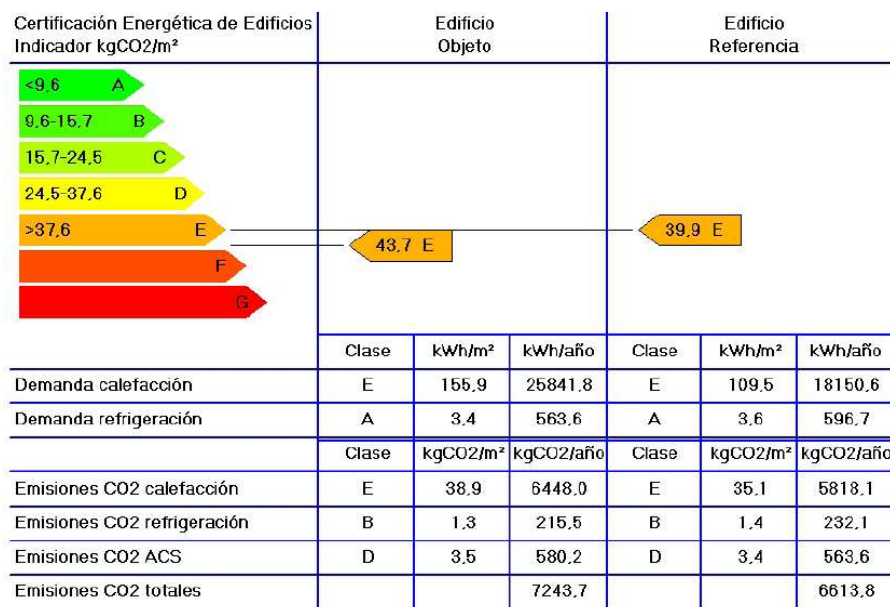 Certificación Energética de Edificios
Indicador kgCO2/m²
Edificio
Objeto
Edificio
Referencia
<9,6 A
9,6-15,7 B
15,7-24,5 C
24,5-37,6 D
>37,6 E
F
G
43,7 E
39,9 E
Clase kWh/m² kWh/año Clase kWh/m² kWh/año
Demanda calefacción E 155,9 25841,8 E 109,5 18150,6
Demanda refrigeración A 3,4 563,6 A 3,6 596,7
Clase kgCO2/m² kgCO2/año Clase kgCO2/m² kgCO2/año
Emisiones CO2 calefacción E 38,9 6448,0 E 35,1 5818,1
Emisiones CO2 refrigeración B 1,3 215,5 B 1,4 232,1
Emisiones CO2 ACS D 3,5 580,2 D 3,4 563,6
Emisiones CO2 totales 7243,7 6613,8